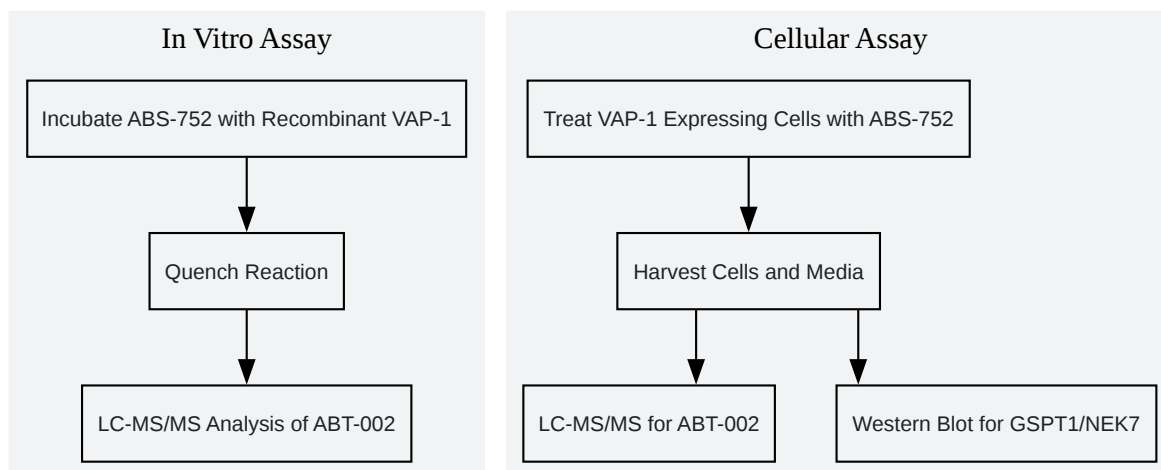 In Vitro Assay
Incubate ABS-752 with Recombinant VAP-1
Quench Reaction
LC-MS/MS Analysis of ABT-002
Cellular Assay
Treat VAP-1 Expressing Cells with ABS-752
Harvest Cells and Media
LC-MS/MS for ABT-002
Western Blot for GSPT1/NEK7